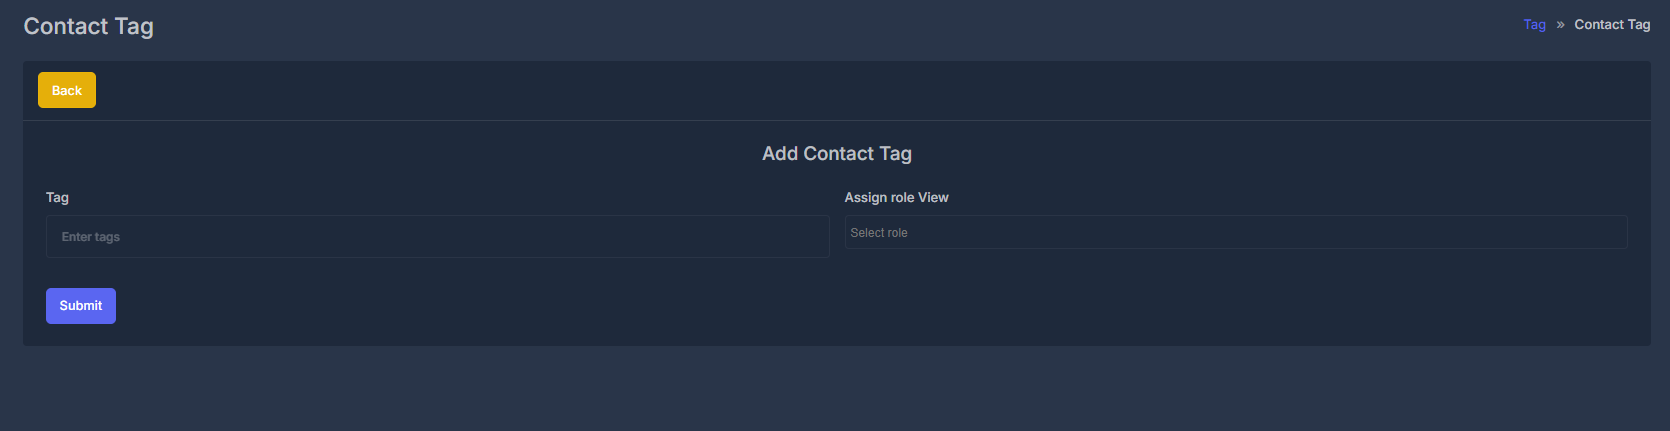 Contact Tag
Tag » Contact Tag
Back
Add Contact Tag
Tag
Assign role View
Enter tags
Select role
Submit